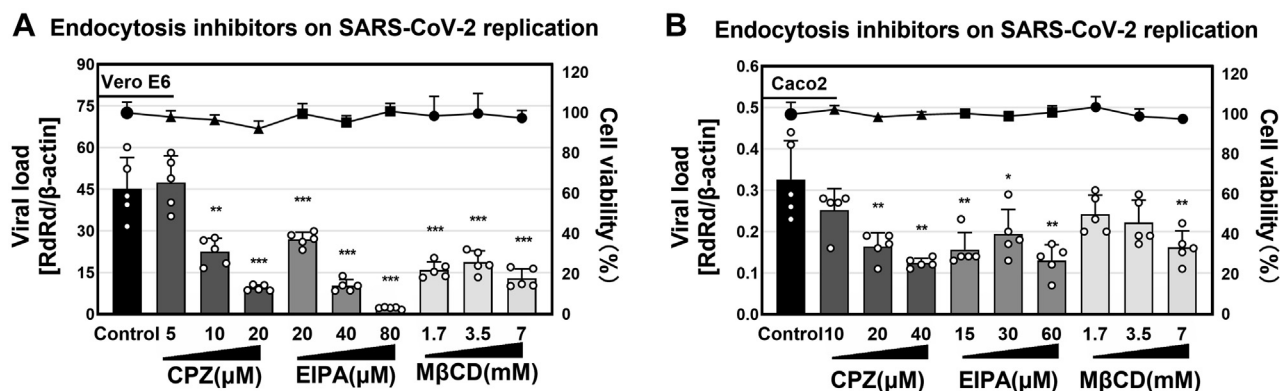 A Endocytosis inhibitors on SARS-CoV-2 replication
Vero E6
Viral load
[RdRd/β-actin]
90
75
60
45
30
15
0
120
100
80
60
40
20
0
Cell viability (%)
** *** *** *** *** *** *** ***
Control 5 10 20 20 40 80 1.7 3.5 7
CPZ(μM) EIPA(μM) MβCD(mM)
B Endocytosis inhibitors on SARS-CoV-2 replication
Caco2
Viral load
[RdRd/β-actin]
0.6
0.5
0.4
0.3
0.2
0.1
0.0
120
100
80
60
40
20
0
Cell viability (%)
** ** ** * ** **
Control 10 20 40 15 30 60 1.7 3.5 7
CPZ(μM) EIPA(μM) MβCD(mM)